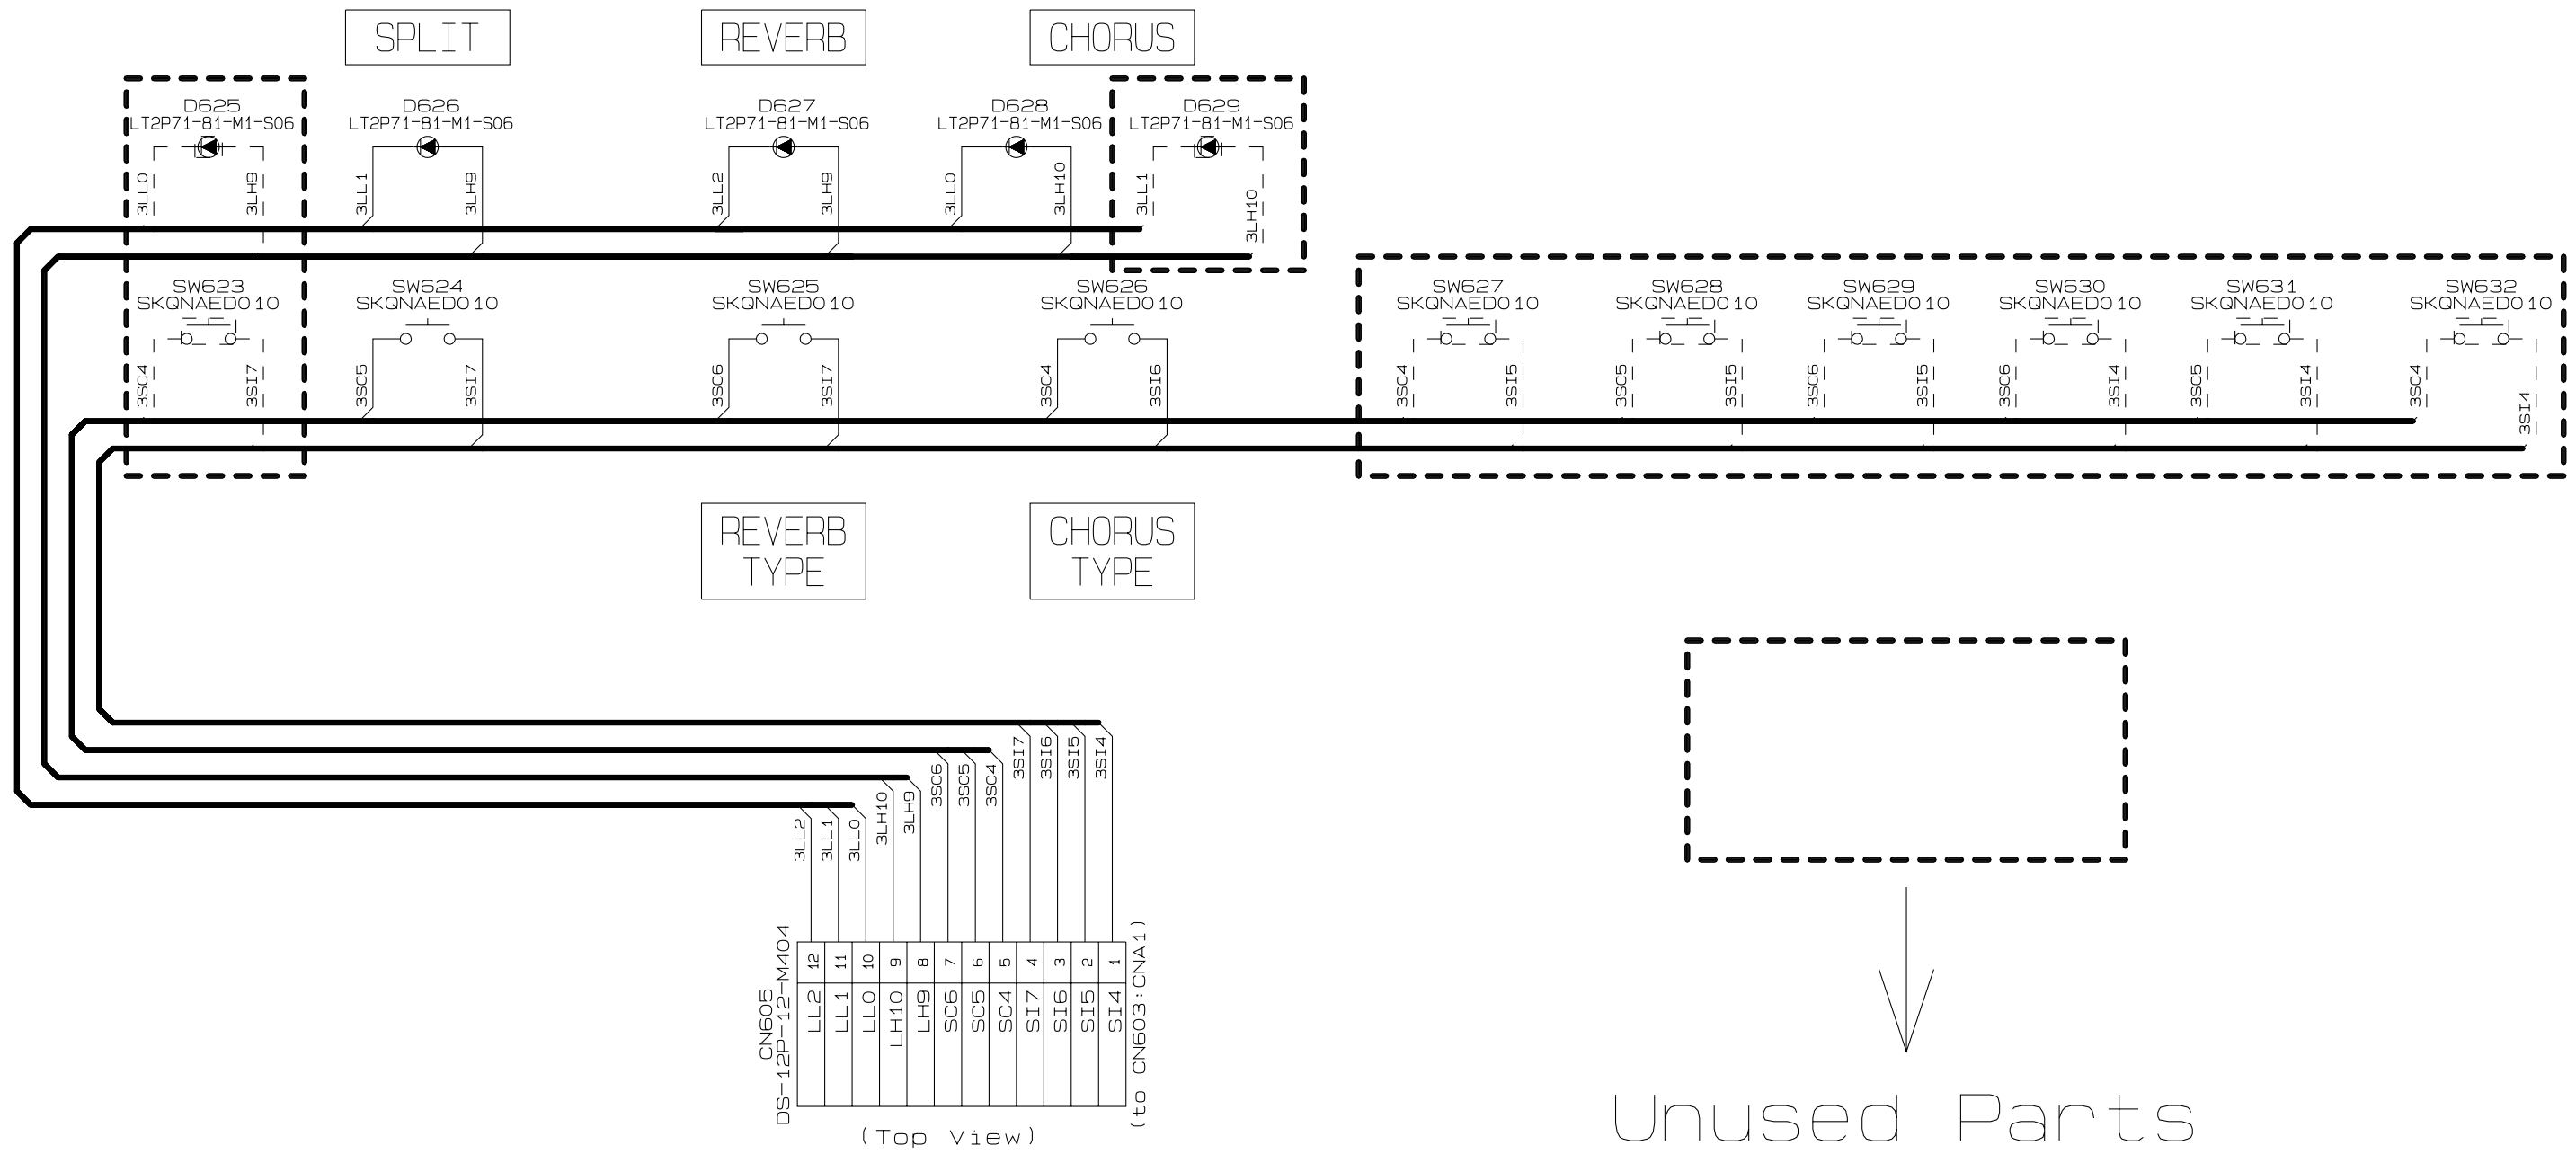 SPLIT
REVERB
CHORUS
D625
LT2P71-81-M1-S06
D626
LT2P71-81-M1-S06
D627
LT2P71-81-M1-S06
D628
LT2P71-81-M1-S06
D629
LT2P71-81-M1-S06
3LL0
3LH9
3LL1
3LH9
3LL2
3LH9
3LL0
3LH10
3LL1
3LH10
SW623
SKQNAED010
SW624
SKQNAED010
SW625
SKQNAED010
SW626
SKQNAED010
SW627
SKQNAED010
SW628
SKQNAED010
SW629
SKQNAED010
SW630
SKQNAED010
SW631
SKQNAED010
SW632
SKQNAED010
3SC4
3SI7
3SC5
3SI7
3SC6
3SI7
3SC4
3SI6
3SC4
3SI5
3SC5
3SI5
3SC6
3SI5
3SC6
3SI4
3SC5
3SI4
3SC4
3SI4
REVERB
TYPE
CHORUS
TYPE
3LL2
3LL1
3LL0
3LH10
3LH9
3SC6
3SC5
3SC4
3SI7
3SI6
3SI5
3SI4
CN605
DS-12P-12-M404
12
11
10
9
8
7
6
5
4
3
2
1
LL2
LL1
LL0
LH10
LH9
SC6
SC5
SC4
SI7
SI6
SI5
SI4
(to CN603:CNA1)
(Top View)
Unused Parts